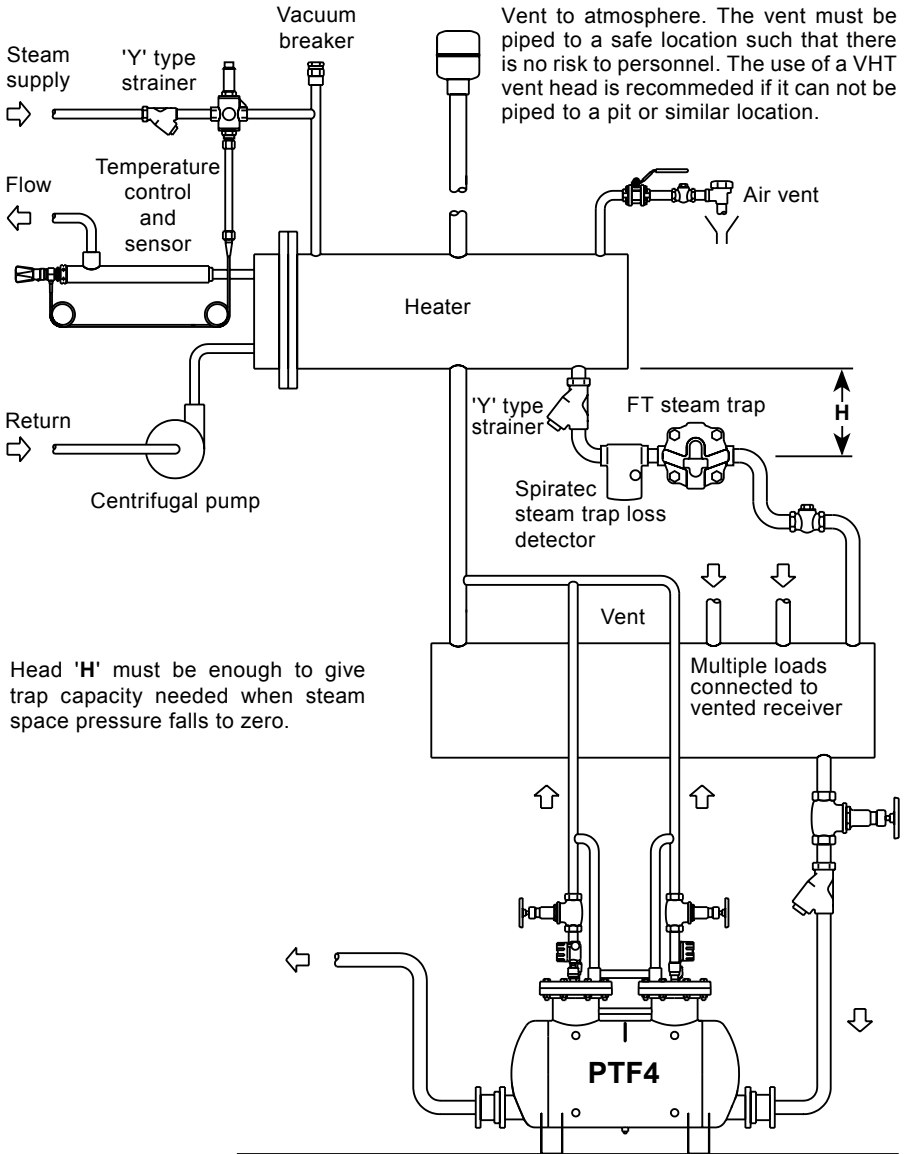 Vacuum
breaker
Vent to atmosphere. The vent must be
piped to a safe location such that there
is no risk to personnel. The use of a VHT
vent head is recommeded if it can not be
piped to a pit or similar location.
Steam
supply
'Y' type
strainer
Flow
Temperature
control
and
sensor
Air vent
Heater
Return
Centrifugal pump
'Y' type
strainer
FT steam trap
H
Spiratec
steam trap loss
detector
Vent
Multiple loads
connected to
vented receiver
Head 'H' must be enough to give
trap capacity needed when steam
space pressure falls to zero.
PTF4